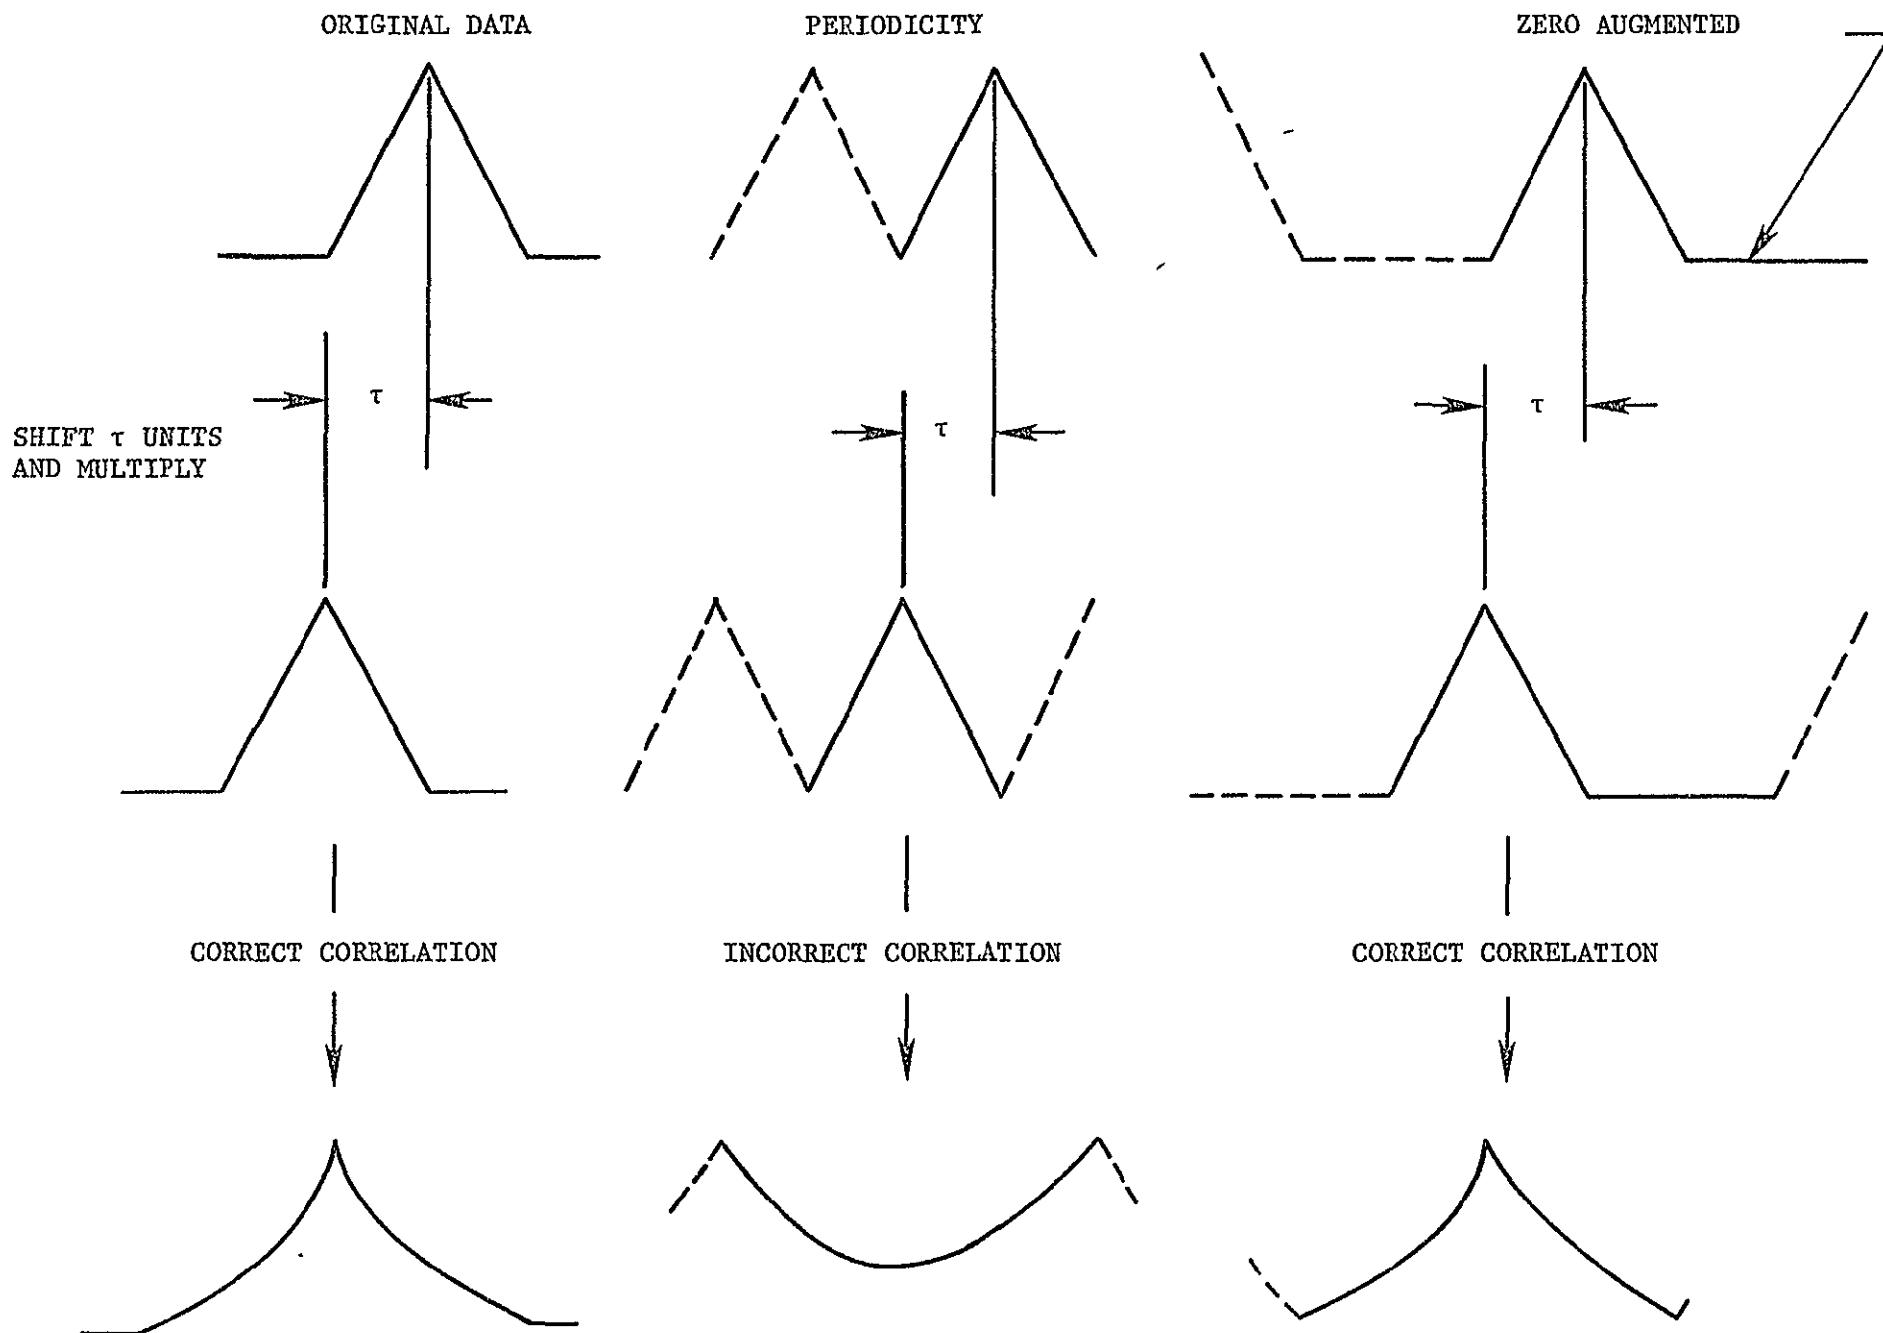 ORIGINAL DATA
PERIODICITY
ZERO AUGMENTED
τ
τ
τ
SHIFT τ UNITS
AND MULTIPLY
CORRECT CORRELATION
INCORRECT CORRELATION
CORRECT CORRELATION